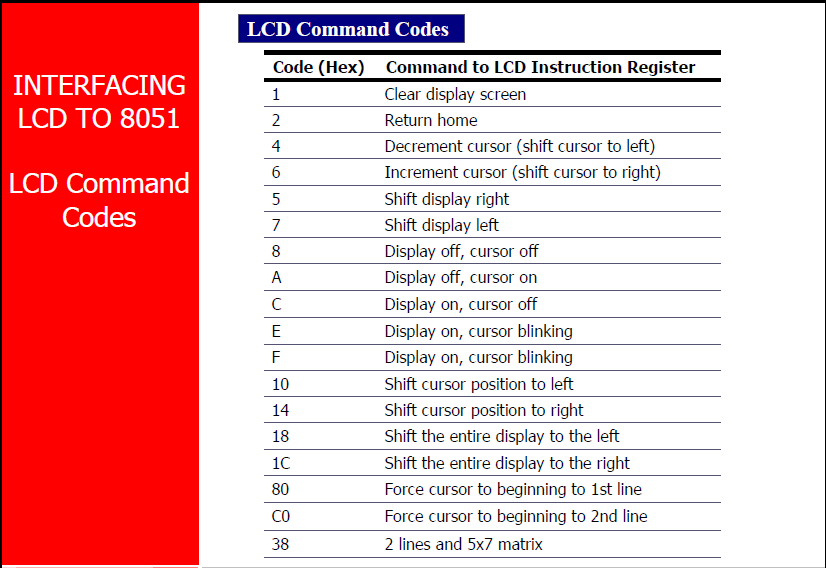 INTERFACING
LCD TO 8051
LCD Command
Codes
LCD Command Codes
Code (Hex) Command to LCD Instruction Register
1 Clear display screen
2 Return home
4 Decrement cursor (shift cursor to left)
6 Increment cursor (shift cursor to right)
5 Shift display right
7 Shift display left
8 Display off, cursor off
A Display off, cursor on
C Display on, cursor off
E Display on, cursor blinking
F Display on, cursor blinking
10 Shift cursor position to left
14 Shift cursor position to right
18 Shift the entire display to the left
1C Shift the entire display to the right
80 Force cursor to beginning to 1st line
C0 Force cursor to beginning to 2nd line
38 2 lines and 5x7 matrix